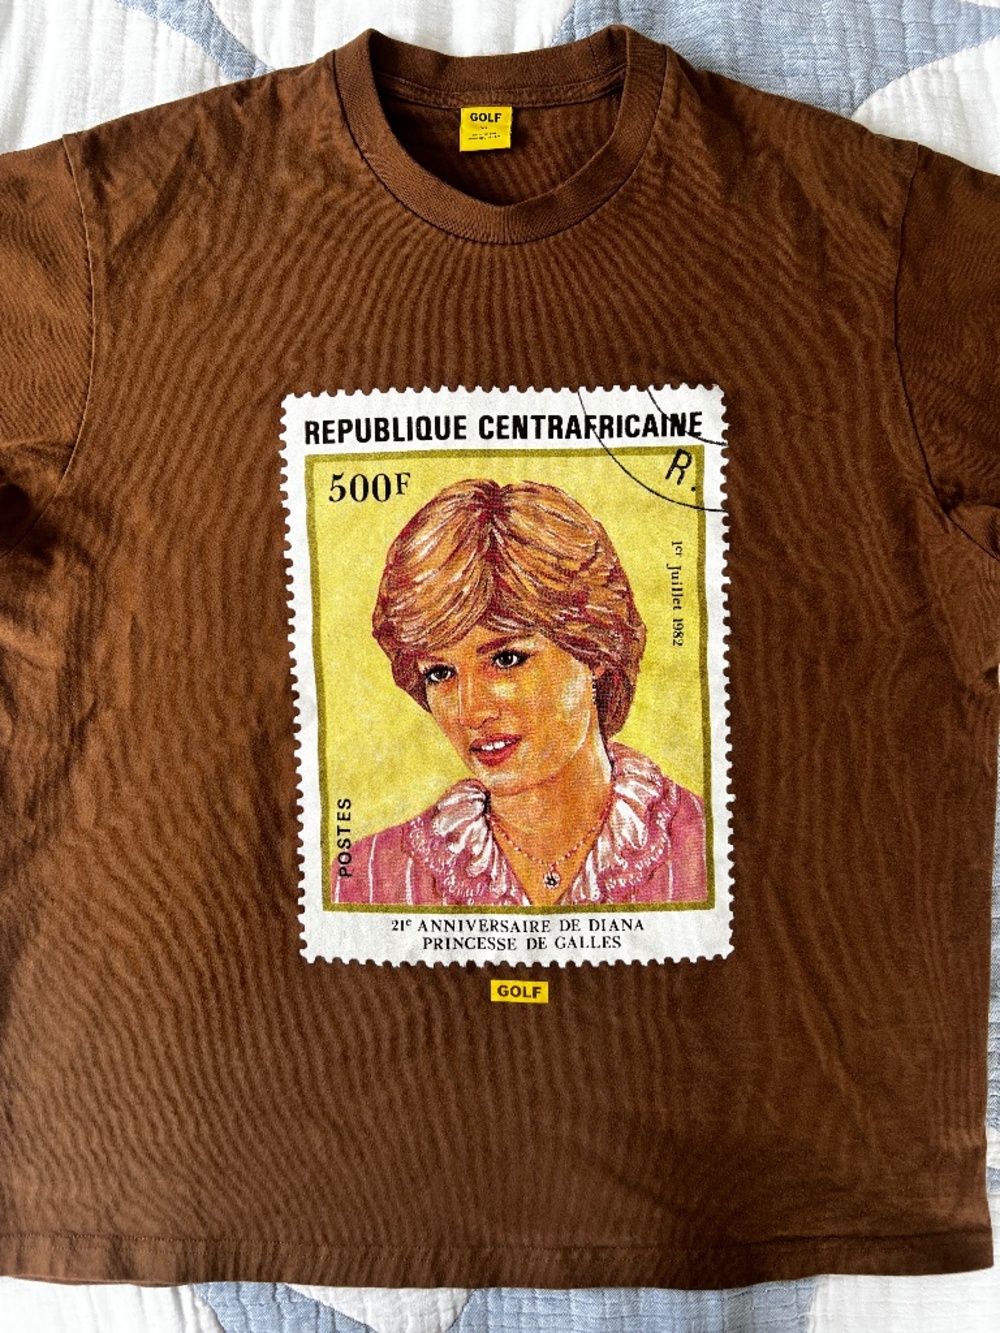 GOLF
REPUBLIQUE CENTRAFRICAINE
500F
R.
1er Juillet 1982
POSTES
21e ANNIVERSAIRE DE DIANA
PRINCESSE DE GALLES
GOLF